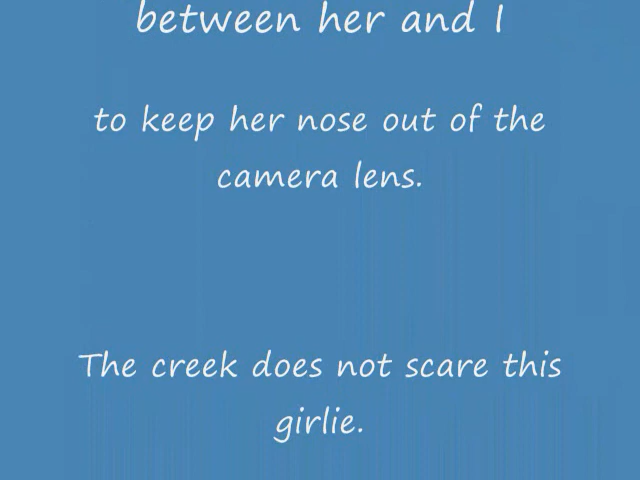 between her and I
to keep her nose out of the
camera lens.
The creek does not scare this
girlie.